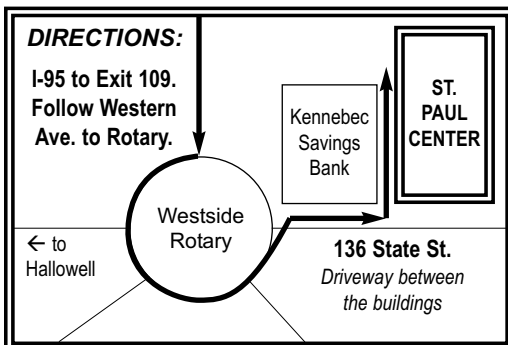 DIRECTIONS:
I-95 to Exit 109.
Follow Western
Ave. to Rotary.
Kennebec
Savings
Bank
ST.
PAUL
CENTER
Westside
Rotary
← to
Hallowell
136 State St.
Driveway between
the buildings